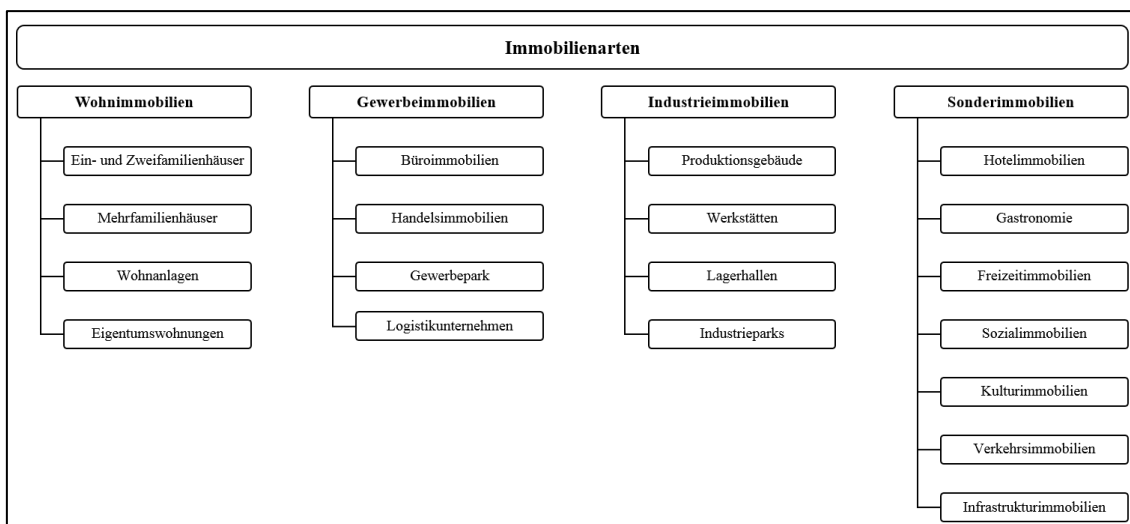 Immobilienarten
Wohnimmobilien
Ein- und Zweifamilienhäuser
Mehrfamilienhäuser
Wohnanlagen
Eigentumswohnungen
Gewerbeimmobilien
Büroimmobilien
Handelsimmobilien
Gewerbepark
Logistikunternehmen
Industrieimmobilien
Produktionsgebäude
Werkstätten
Lagerhallen
Industrieparks
Sonderimmobilien
Hotelimmobilien
Gastronomie
Freizeitimmobilien
Sozialimmobilien
Kulturimmobilien
Verkehrsimmobilien
Infrastrukturimmobilien